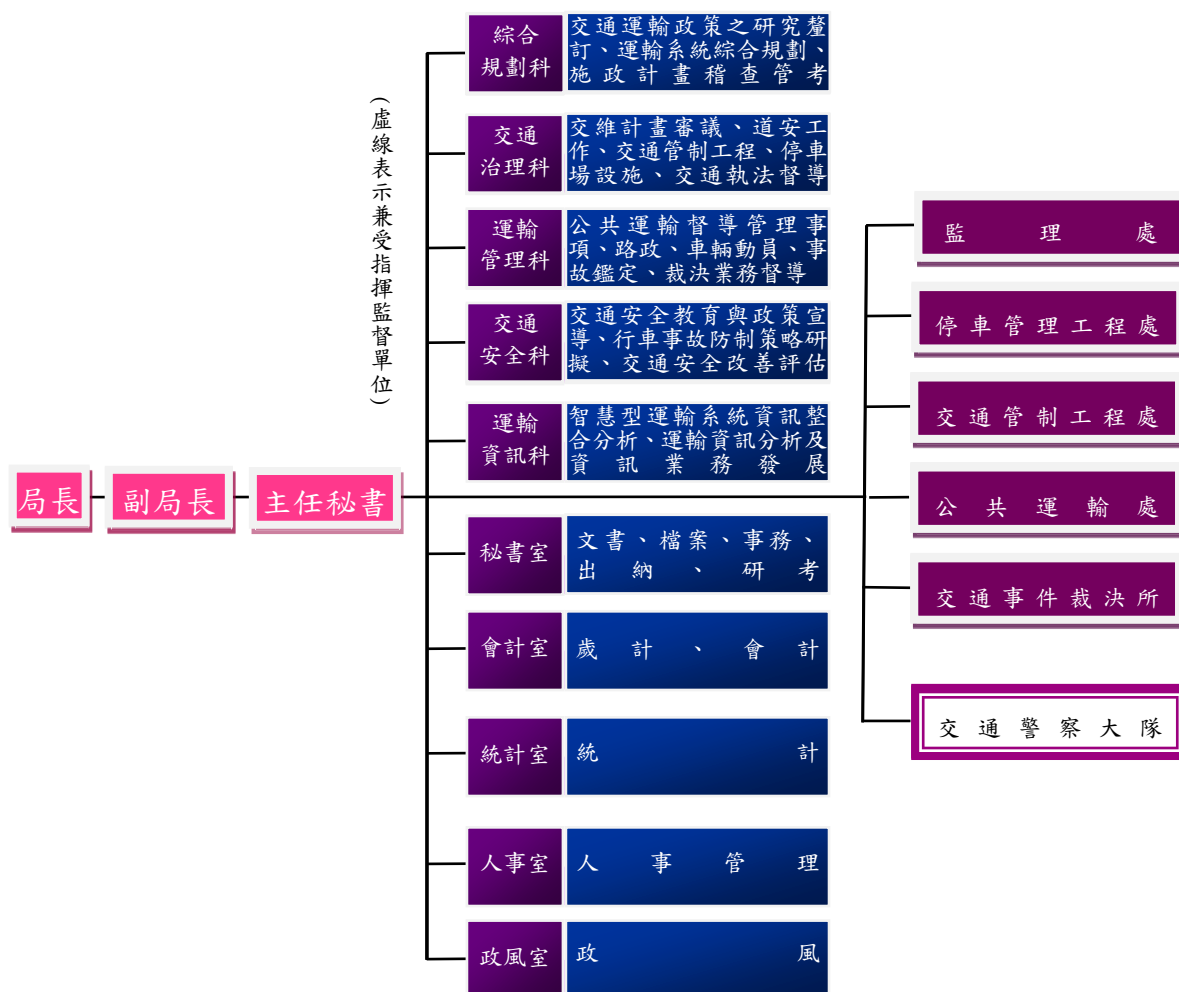 綜合
規劃科
交通運輸政策之研究釐
訂、運輸系統綜合規劃、
施政計畫稽查管考
(虛線表示兼受指揮監督單位)
交通
治理科
交維計畫審議、道安工
作、交通管制工程、停車
場設施、交通執法督導
運輸
管理科
公共運輸督導管理事
項、路政、車輛動員、事
故鑑定、裁決業務督導
交通
安全科
交通安全教育與政策宣
導、行車事故防制策略研
擬、交通安全改善評估
運輸
資訊科
智慧型運輸系統資訊整
合分析、運輸資訊分析及
資訊業務發展
局長
副局長
主任秘書
秘書室
文書、檔案、事務、
出納、研考
會計室
歲計、會計
統計室
統計
人事室
人事管理
政風室
政風
監理處
停車管理工程處
交通管制工程處
公共運輸處
交通事件裁決所
交通警察大隊